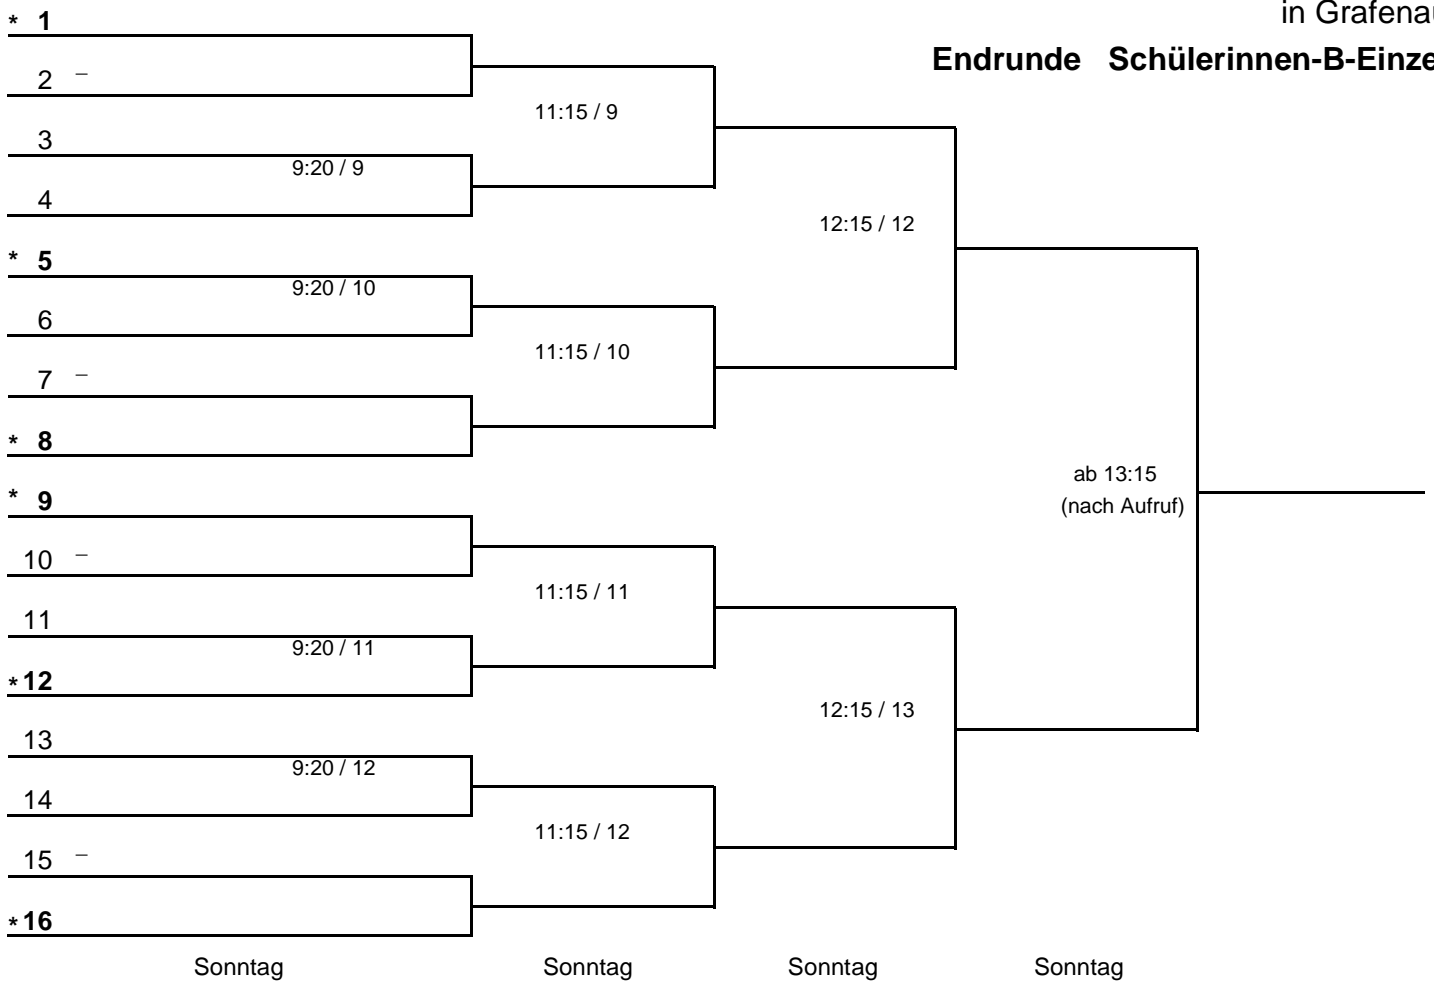 in Grafenau
Endrunde Schülerinnen-B-Einze
* 1
2 –
11:15 / 9
3
9:20 / 9
4
12:15 / 12
* 5
9:20 / 10
6
11:15 / 10
7 –
* 8
ab 13:15
(nach Aufruf)
* 9
10 –
11:15 / 11
11
9:20 / 11
* 12
12:15 / 13
13
9:20 / 12
14
11:15 / 12
15 –
* 16
Sonntag Sonntag Sonntag Sonntag